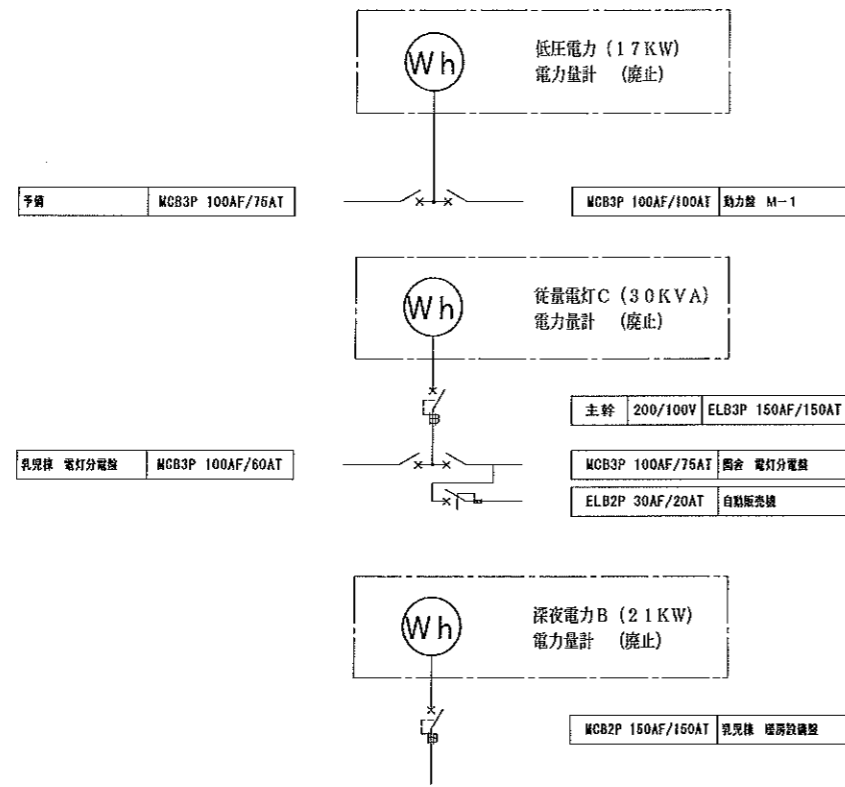 Wh
低圧電力 (17KW)
電力量計 (廃止)
予備 MCB3P 100AF/75AT
MCB3P 100AF/100AT 動力盤 M-1
Wh
従量電灯C (30KVA)
電力量計 (廃止)
主幹 200/100V ELB3P 150AF/150AT
乳児棟 電灯分電盤 MCB3P 100AF/60AT
MCB3P 100AF/75AT 園舎 電灯分電盤
ELB2P 30AF/20AT 自動販売機
Wh
深夜電力B (21KW)
電力量計 (廃止)
MCB2P 150AF/150AT 乳児棟 暖房設備盤